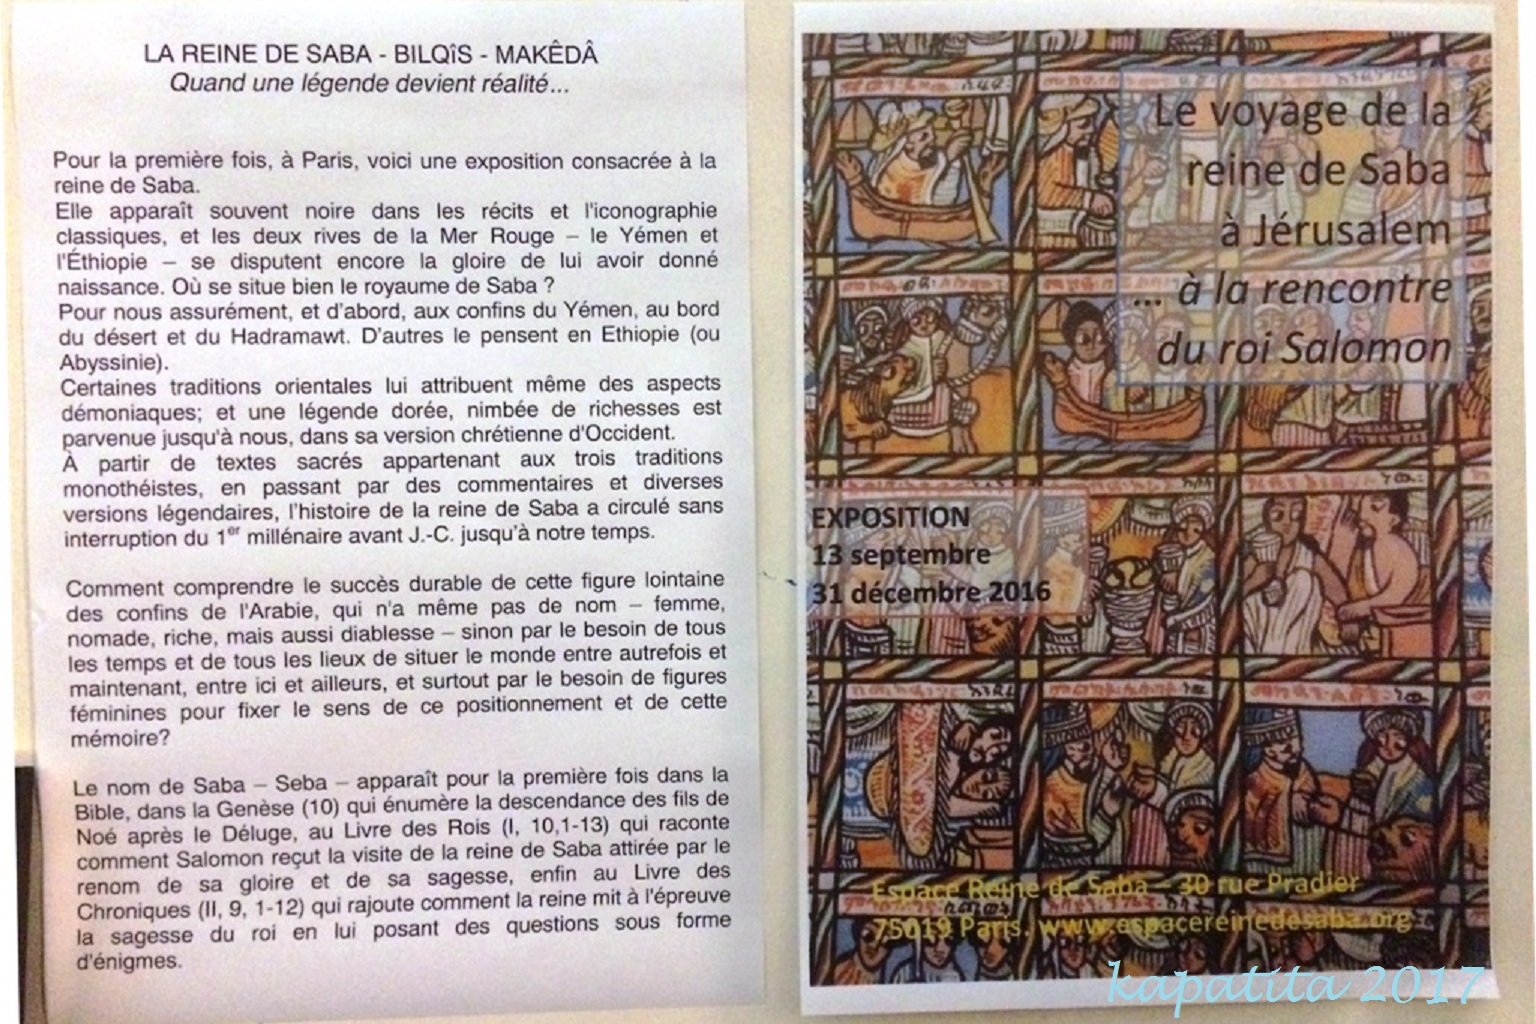 LA REINE DE SABA - BILQîS - MAKÊDÂ
Quand une légende devient réalité...
Pour la première fois, à Paris, voici une exposition consacrée à la
reine de Saba.
Elle apparaît souvent noire dans les récits et l'iconographie
classiques, et les deux rives de la Mer Rouge – le Yémen et
l'Éthiopie – se disputent encore la gloire de lui avoir donné
naissance. Où se situe bien le royaume de Saba ?
Pour nous assurément, et d'abord, aux confins du Yémen, au bord
du désert et du Hadramawt. D'autres le pensent en Ethiopie (ou
Abyssinie).
Certaines traditions orientales lui attribuent même des aspects
démoniaques; et une légende dorée, nimbée de richesses est
parvenue jusqu'à nous, dans sa version chrétienne d'Occident.
À partir de textes sacrés appartenant aux trois traditions
monothéistes, en passant par des commentaires et diverses
versions légendaires, l'histoire de la reine de Saba a circulé sans
interruption du 1er millénaire avant J.-C. jusqu'à notre temps.
Comment comprendre le succès durable de cette figure lointaine
des confins de l'Arabie, qui n'a même pas de nom – femme,
nomade, riche, mais aussi diablesse – sinon par le besoin de tous
les temps et de tous les lieux de situer le monde entre autrefois et
maintenant, entre ici et ailleurs, et surtout par le besoin de figures
féminines pour fixer le sens de ce positionnement et de cette
mémoire?
Le nom de Saba – Seba – apparaît pour la première fois dans la
Bible, dans la Genèse (10) qui énumère la descendance des fils de
Noé après le Déluge, au Livre des Rois (I, 10,1-13) qui raconte
comment Salomon reçut la visite de la reine de Saba attirée par le
renom de sa gloire et de sa sagesse, enfin au Livre des
Chroniques (II, 9, 1-12) qui rajoute comment la reine mit à l'épreuve
la sagesse du roi en lui posant des questions sous forme
d'énigmes.
Le voyage de la
reine de Saba
à Jérusalem
... à la rencontre
du roi Salomon
EXPOSITION
13 septembre
31 décembre 2016
Espace Reine de Saba – 30 rue Pradier
75019 Paris. www.espacereinedesaba.org
kapatita 2017